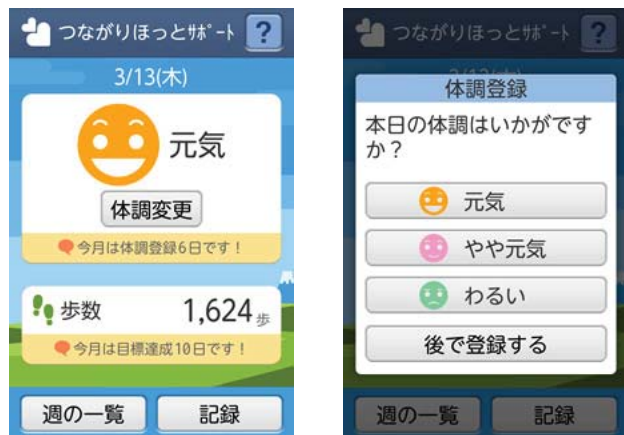 つながりほっとサポート ?
3/13(木)
元気
体調変更
今月は体調登録6日です！
歩数 1,624 歩
今月は目標達成10日です！
週の一覧 記録
つながりほっとサポート ?
体調登録
本日の体調はいかがです
か？
元気
やや元気
わるい
後で登録する
週の一覧 記録